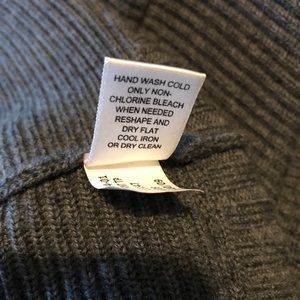 HAND WASH COLD
ONLY NON-
CHLORINE BLEACH
WHEN NEEDED
RESHAPE AND
DRY FLAT
COOL IRON
OR DRY CLEAN